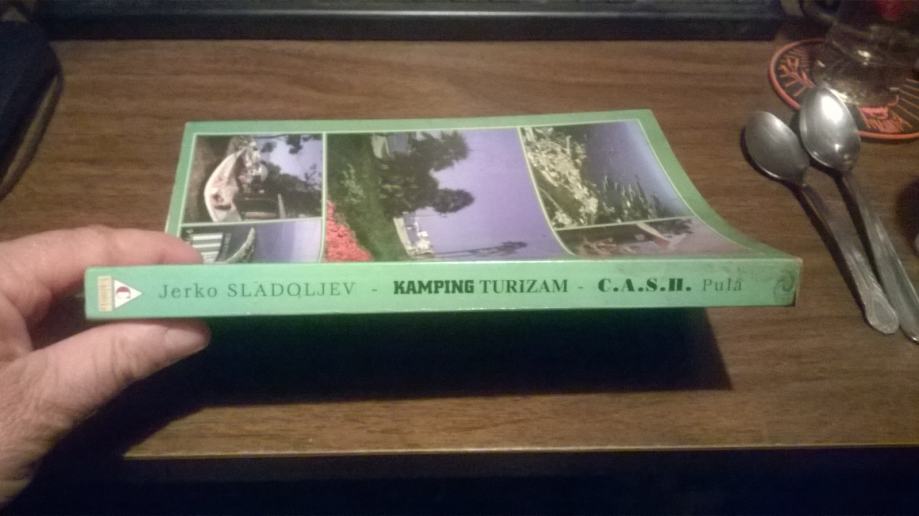 C Jerko SLADOLJEV - KAMPING TURIZAM - C.A.S.H. Pula